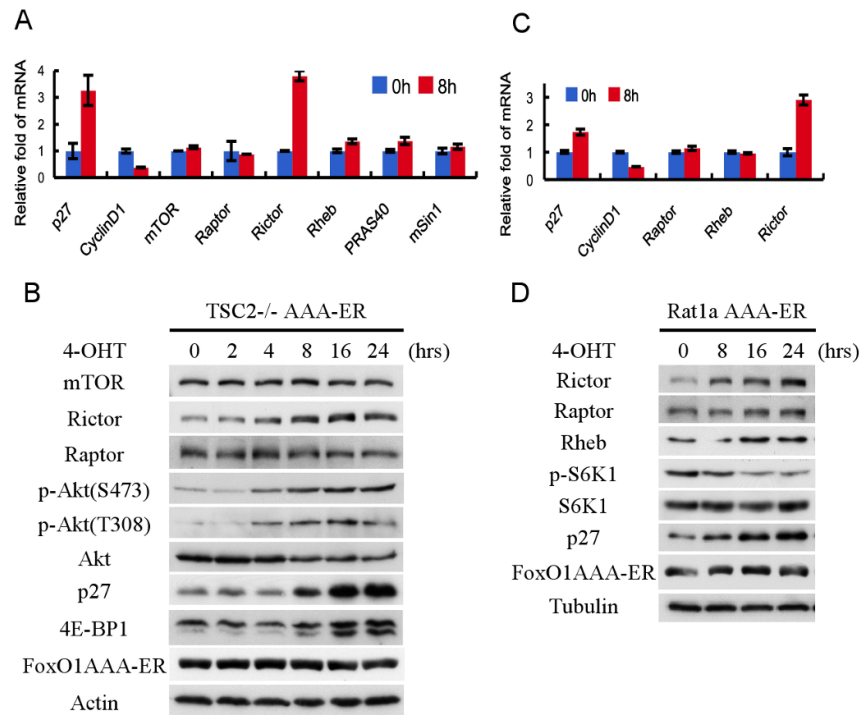 A
Relative fold of mRNA
4
3
2
1
0
0h 8h
p27
CyclinD1
mTOR
Raptor
Rictor
Rheb
PRAS40
mSin1
C
Relative fold of mRNA
4
3
2
1
0
0h 8h
p27
CyclinD1
Raptor
Rheb
Rictor
B
TSC2-/- AAA-ER
4-OHT 0 2 4 8 16 24 (hrs)
mTOR
Rictor
Raptor
p-Akt(S473)
p-Akt(T308)
Akt
p27
4E-BP1
FoxO1AAA-ER
Actin
D
Rat1a AAA-ER
4-OHT 0 8 16 24 (hrs)
Rictor
Raptor
Rheb
p-S6K1
S6K1
p27
FoxO1AAA-ER
Tubulin